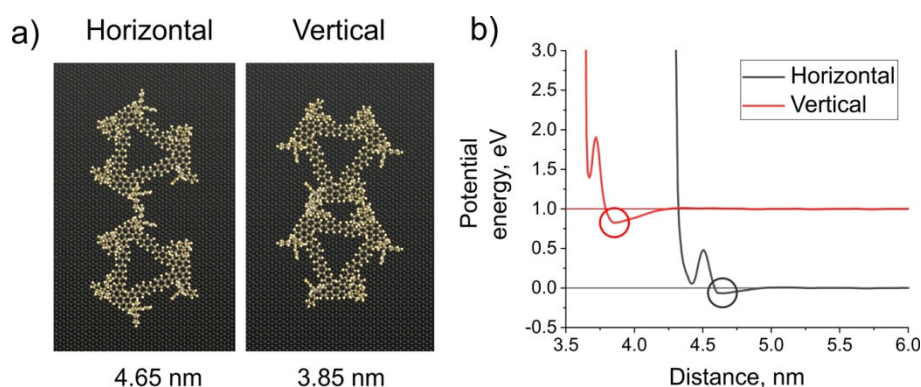 a)
Horizontal
Vertical
4.65 nm
3.85 nm
b)
Potential
energy, eV
3.0
2.5
2.0
1.5
1.0
0.5
0.0
-0.5
Horizontal
Vertical
3.5 4.0 4.5 5.0 5.5 6.0
Distance, nm